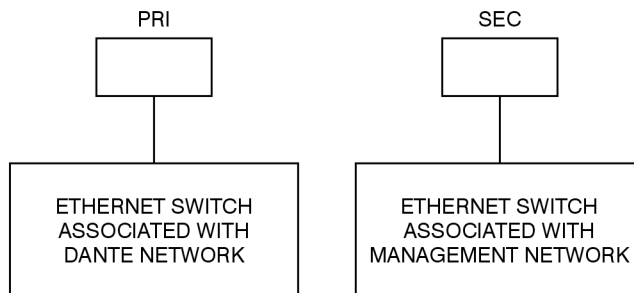 PRI
SEC
ETHERNET SWITCH
ASSOCIATED WITH
DANTE NETWORK
ETHERNET SWITCH
ASSOCIATED WITH
MANAGEMENT NETWORK